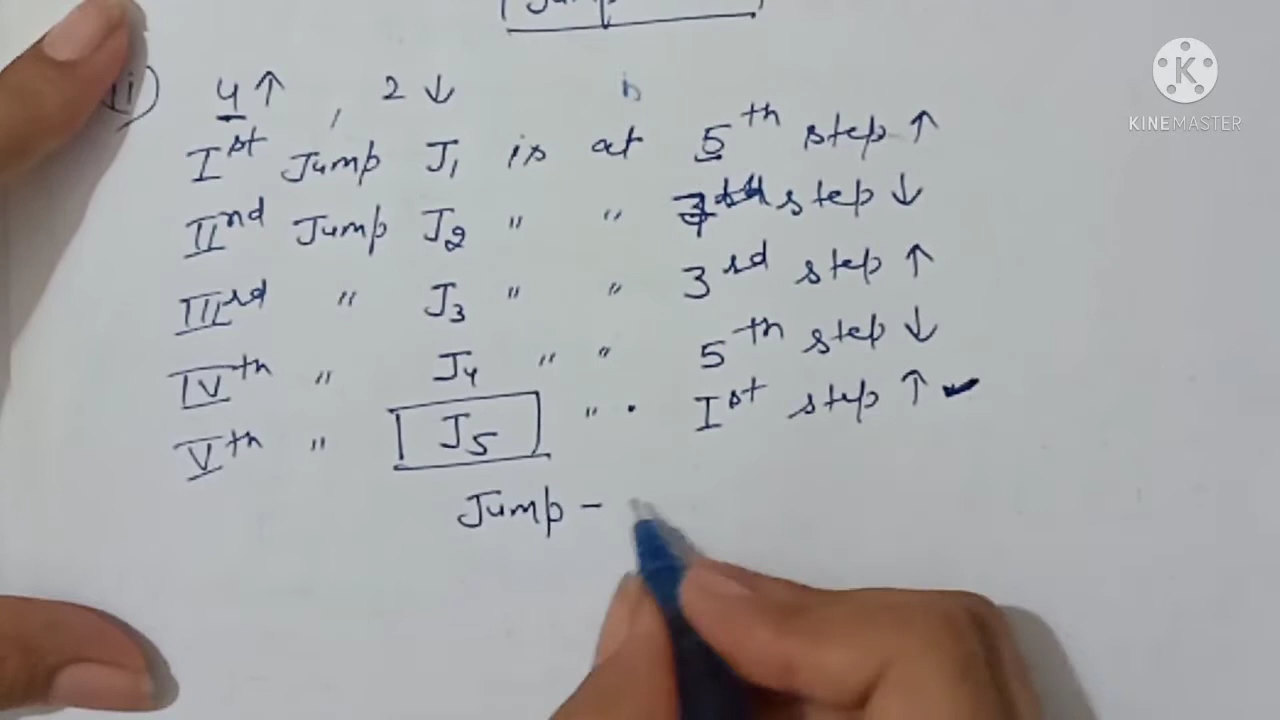 Jump
ii) 4↑ , 2↓
KINEMASTER
Ist Jump J1 is at 5th step ↑
IInd Jump J2 " " step ↓
IIIrd " J3 " " 3rd step ↑
IVth " J4 " " 5th step ↓
Vth " J5 " . Ist step ↑
Jump -